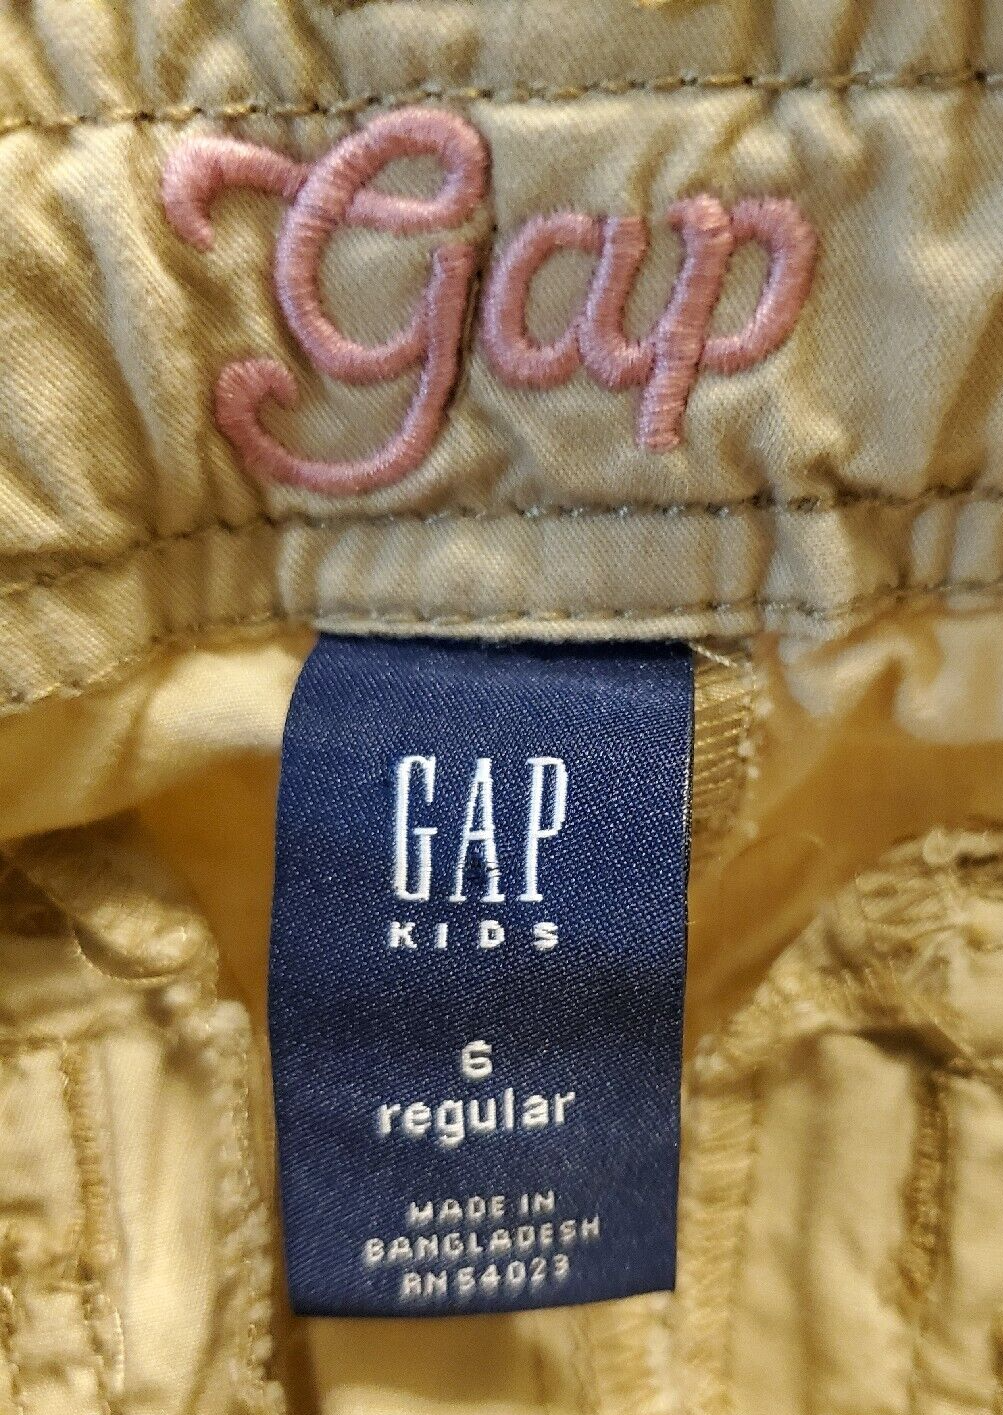 Gap
GAP
KIDS
6
regular
MADE IN
BANGLADESH
RN 54023